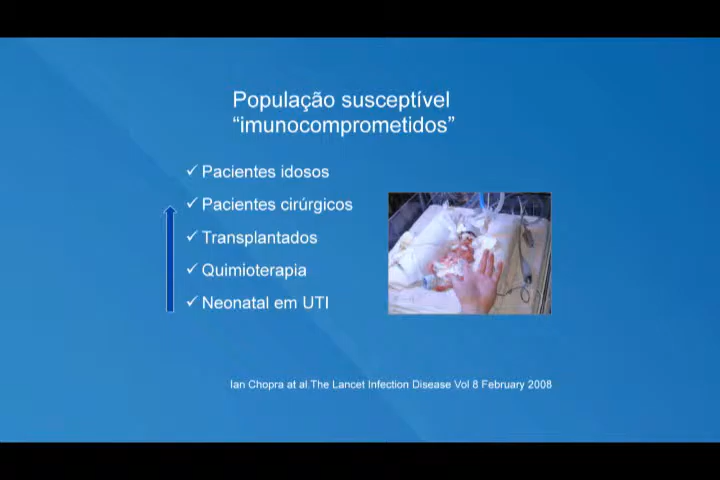 População susceptível
“imunocomprometidos”
✓ Pacientes idosos
✓ Pacientes cirúrgicos
✓ Transplantados
✓ Quimioterapia
✓ Neonatal em UTI
Ian Chopra at al The Lancet Infection Disease Vol 8 February 2008